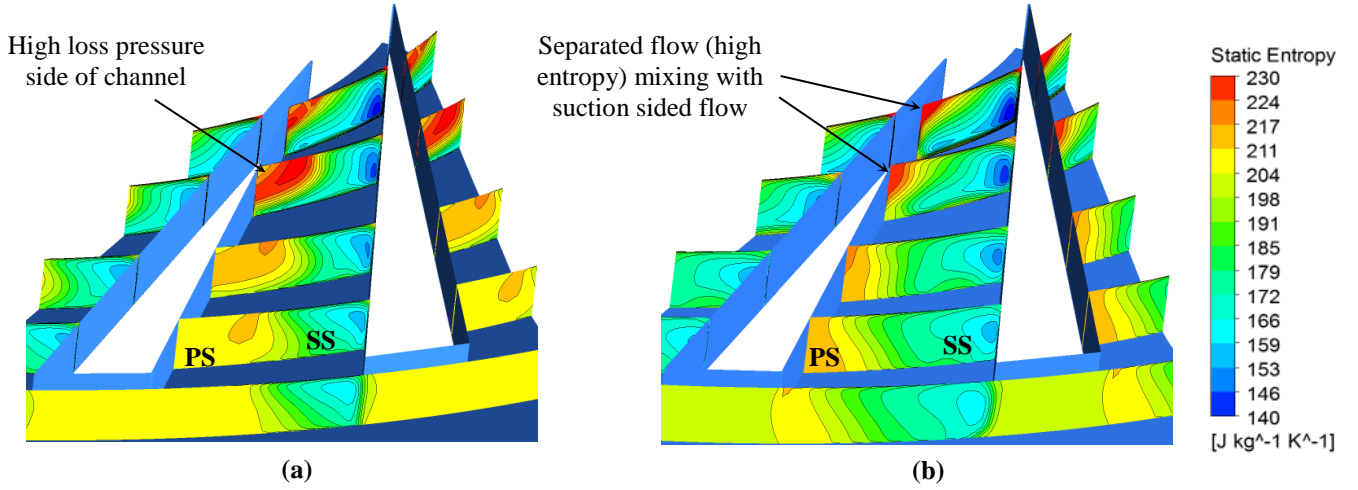 High loss pressure
side of channel
Separated flow (high
entropy) mixing with
suction sided flow
Static Entropy
230
224
217
211
204
198
191
185
179
172
166
159
153
146
140
[J kg^-1 K^-1]
PS
SS
PS
SS
(a)
(b)